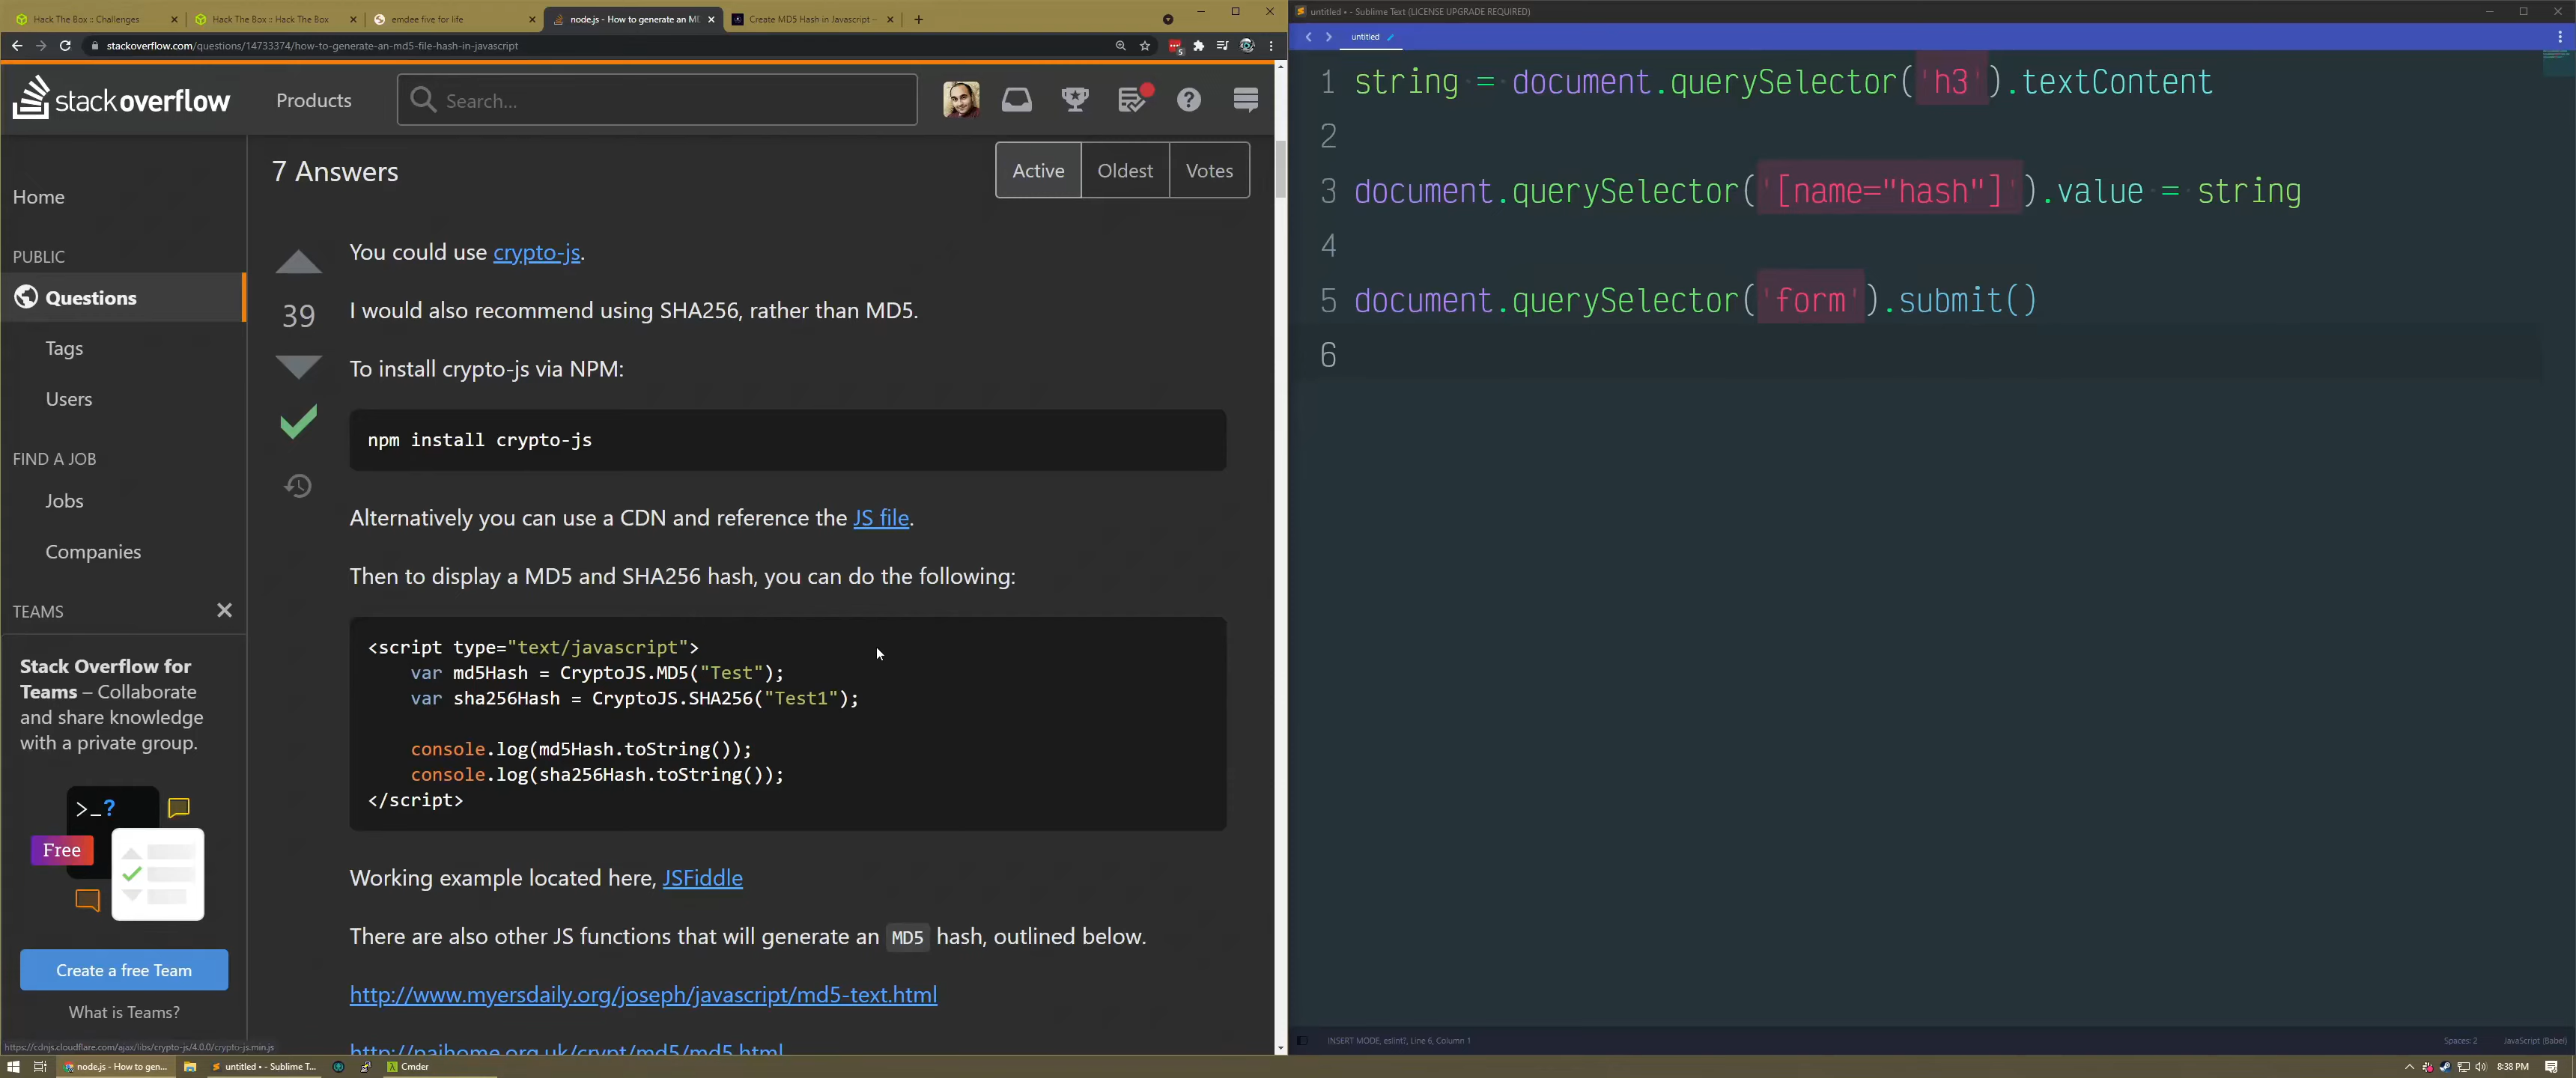 Hack The Box :: Challenges
Hack The Box :: Hack The Box
emdee five for life
node.js - How to generate an MD
Create MD5 Hash in Javascript -
untitled • - Sublime Text (LICENSE UPGRADE REQUIRED)
stackoverflow.com/questions/14733374/how-to-generate-an-md5-file-hash-in-javascript
5
stackoverflow
Products
Search...
Home
PUBLIC
Questions
Tags
Users
FIND A JOB
Jobs
Companies
TEAMS
Stack Overflow for
Teams – Collaborate
and share knowledge
with a private group.
>_?
Free
Create a free Team
What is Teams?
7 Answers
Active
Oldest
Votes
39
You could use crypto-js.
I would also recommend using SHA256, rather than MD5.
To install crypto-js via NPM:
npm install crypto-js
Alternatively you can use a CDN and reference the JS file.
Then to display a MD5 and SHA256 hash, you can do the following:
<script type="text/javascript">
var md5Hash = CryptoJS.MD5("Test");
var sha256Hash = CryptoJS.SHA256("Test1");
console.log(md5Hash.toString());
console.log(sha256Hash.toString());
</script>
Working example located here, JSFiddle
There are also other JS functions that will generate an MD5 hash, outlined below.
http://www.myersdaily.org/joseph/javascript/md5-text.html
http://pajhome.org.uk/crypt/md5/md5.html
https://cdnjs.cloudflare.com/ajax/libs/crypto-js/4.0.0/crypto-js.min.js
untitled
1 string = document.querySelector('h3').textContent
2
3 document.querySelector('[name="hash"]').value = string
4
5 document.querySelector('form').submit()
6
INSERT MODE, eslint?, Line 6, Column 1
Spaces: 2
JavaScript (Babel)
node.js - How to gen...
untitled • - Sublime T...
Cmder
8:38 PM